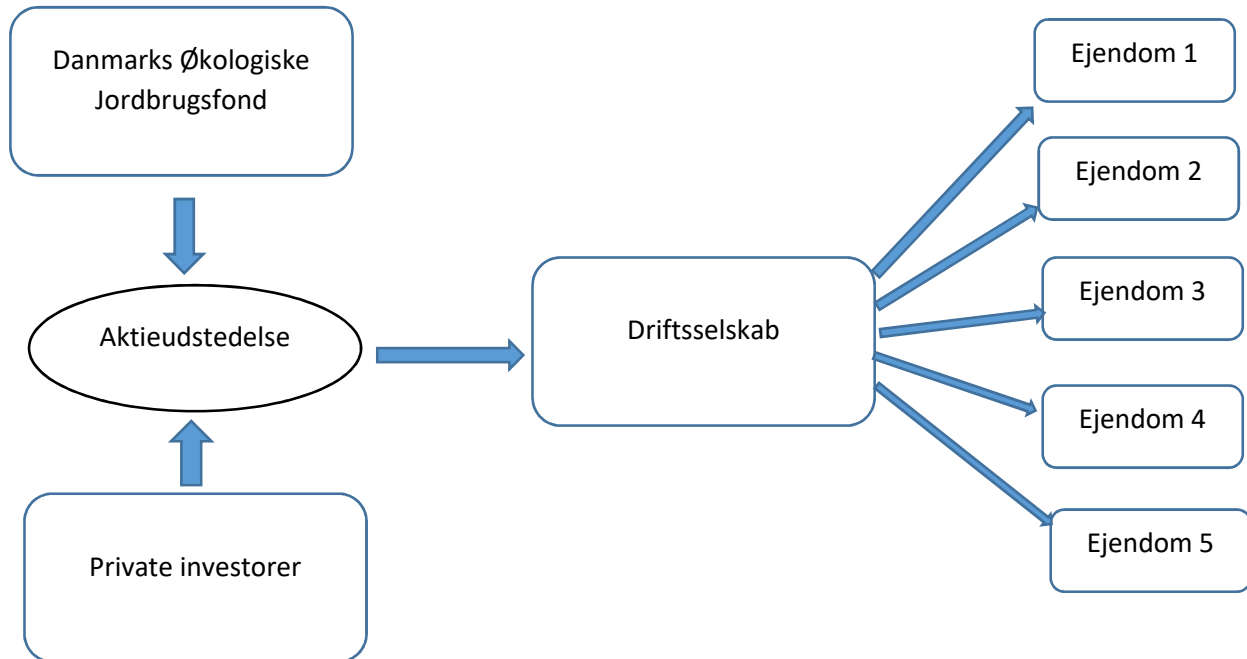 Danmarks Økologiske
Jordbrugsfond
Aktieudstedelse
Private investorer
Driftsselskab
Ejendom 1
Ejendom 2
Ejendom 3
Ejendom 4
Ejendom 5